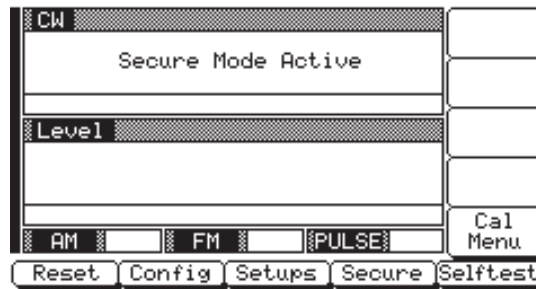 CW
Secure Mode Active
Level
AM FM PULSE
Cal
Menu
Reset Config Setups Secure Selftest